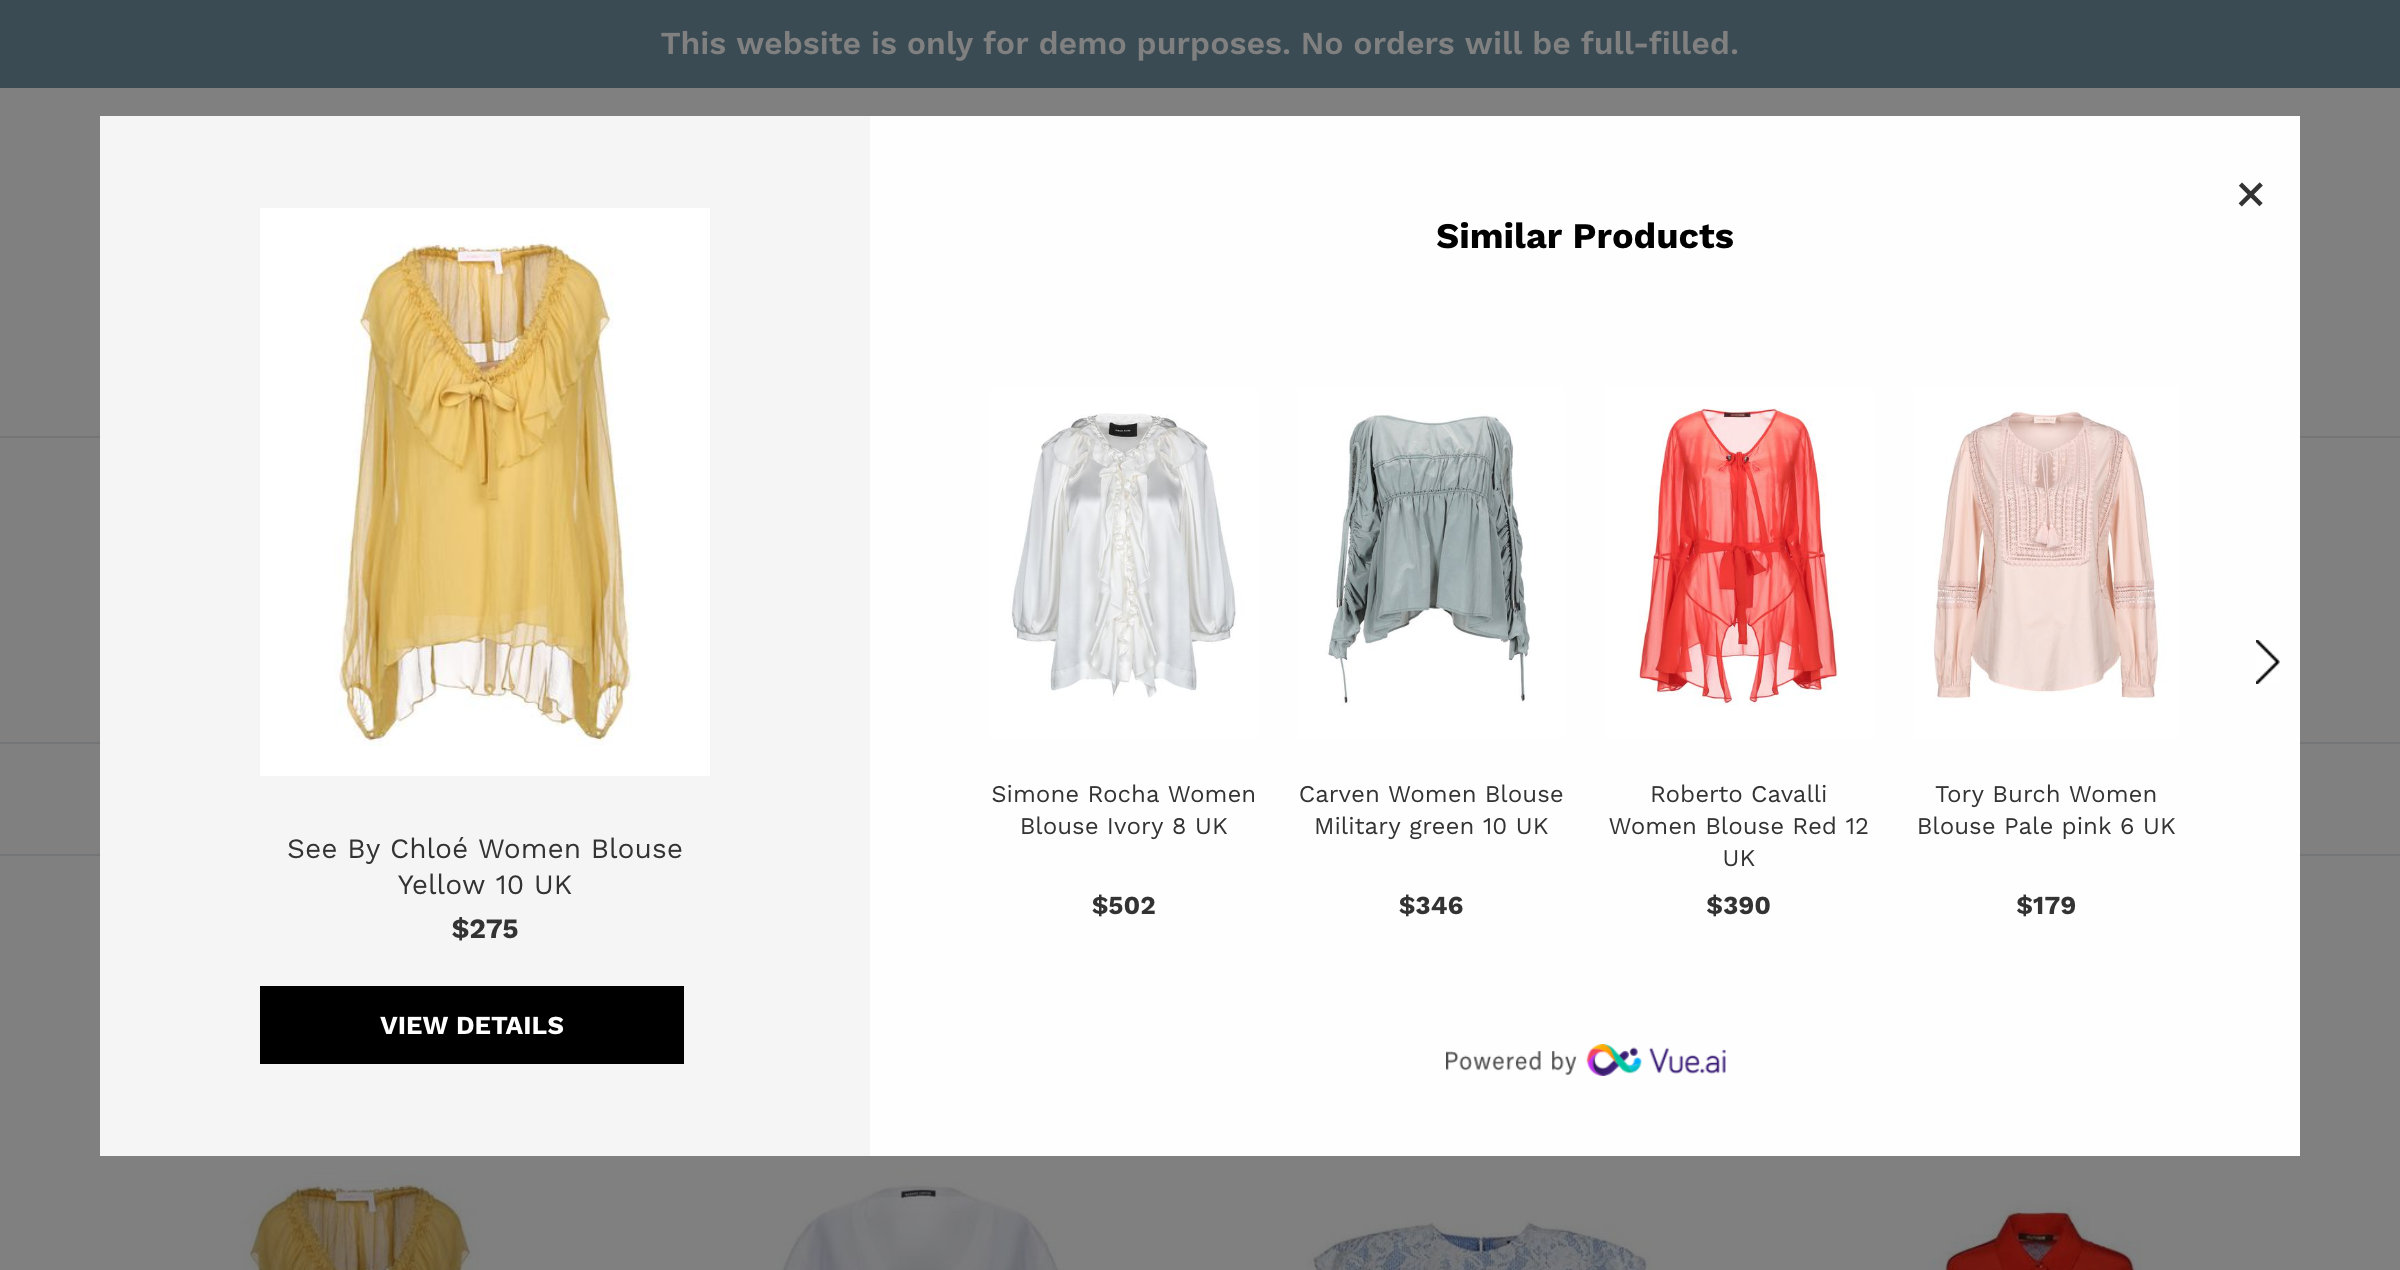 This website is only for demo purposes. No orders will be full-filled.
Similar Products
See By Chloé Women Blouse
Yellow 10 UK
$275
VIEW DETAILS
Simone Rocha Women
Blouse Ivory 8 UK
$502
Carven Women Blouse
Military green 10 UK
$346
Roberto Cavalli
Women Blouse Red 12
UK
$390
Tory Burch Women
Blouse Pale pink 6 UK
$179
Powered by Vue.ai